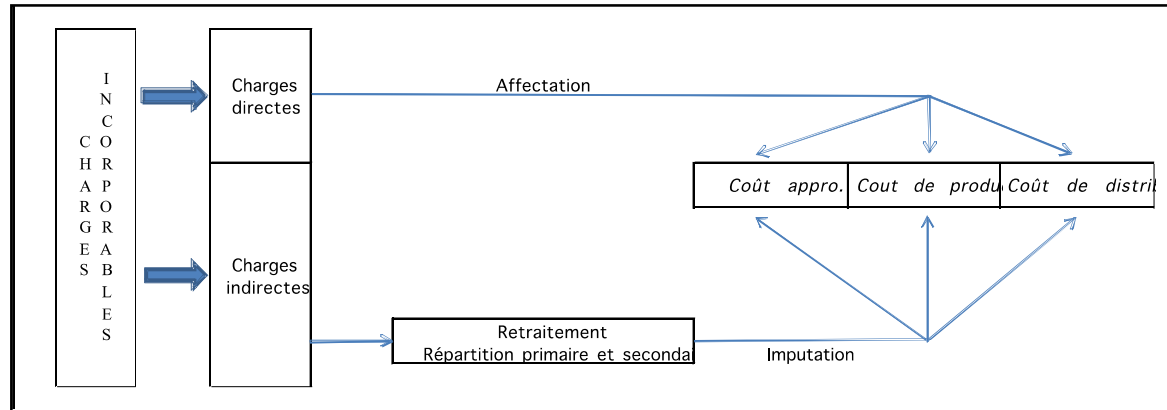 CHARGES
INCORPORABLES
Charges
directes
Affectation
Coût appro.
Cout de produ
Coût de distrib
Charges
indirectes
Retraitement
Répartition primaire et secondai
Imputation